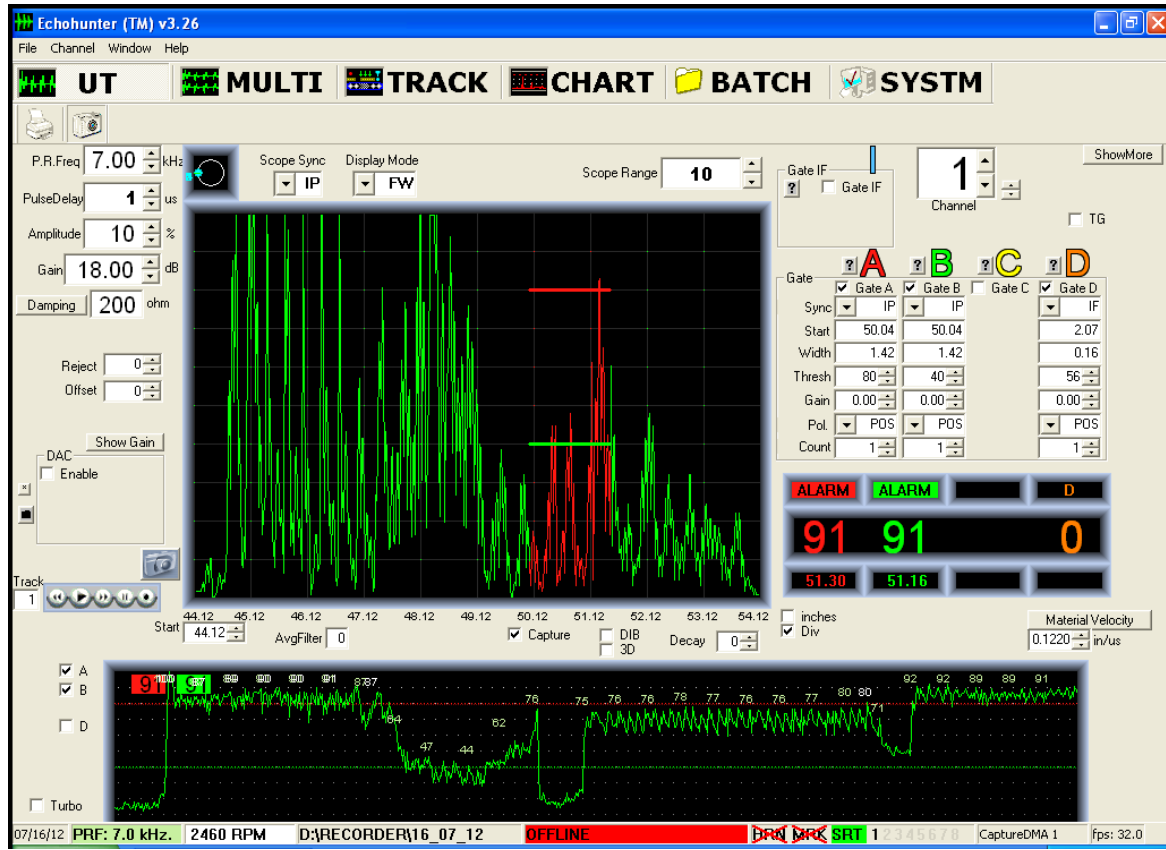 Echohunter (TM) v3.26
File Channel Window Help
UT MULTI TRACK CHART BATCH SYSTM
P.R.Freq 7.00 kHz
Scope Sync Display Mode
IP FW
Scope Range 10
Gate IF
? Gate IF
1
Channel
ShowMore
PulseDelay 1 us
TG
Amplitude 10 %
Gain 18.00 dB
Damping 200 ohm
Reject 0
Offset 0
Show Gain
DAC
Enable
? A ? B ? C ? D
Gate Gate A Gate B Gate C Gate D
Sync IP IP IF
Start 50.04 50.04 2.07
Width 1.42 1.42 0.16
Thresh 80 40 56
Gain 0.00 0.00 0.00
Pol. POS POS POS
Count 1 1 1
ALARM ALARM D
91 91 0
51.30 51.16
Track
1
44.12 45.12 46.12 47.12 48.12 49.12 50.12 51.12 52.12 53.12 54.12
Start 44.12
AvgFilter 0
Capture
DIB
3D
Decay 0
inches
Div
Material Velocity
0.1220 in/us
A
B
D
Turbo
91 100 97 89 90 90 91 87 87 84 47 44 62 76 75 76 76 78 77 76 76 77 80 80 71 92 92 89 89 91
07/16/12 PRF: 7.0 kHz. 2460 RPM D:\RECORDER\16_07_12 OFFLINE DRN MRK SRT 1 2 3 4 5 6 7 8 CaptureDMA 1 fps: 32.0